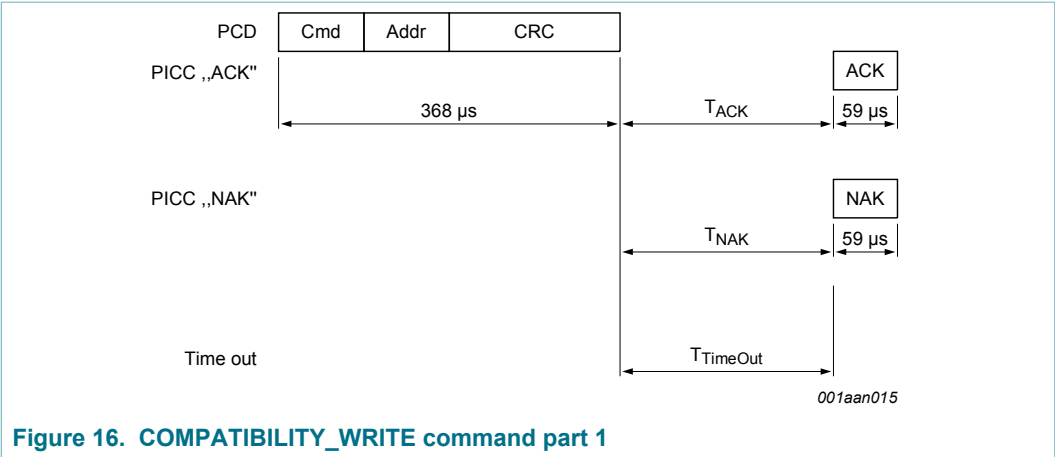 PCD Cmd Addr CRC
PICC ,,ACK" ACK
368 µs TACK 59 µs
PICC ,,NAK" NAK
TNAK 59 µs
Time out TTimeOut
001aan015
Figure 16. COMPATIBILITY_WRITE command part 1